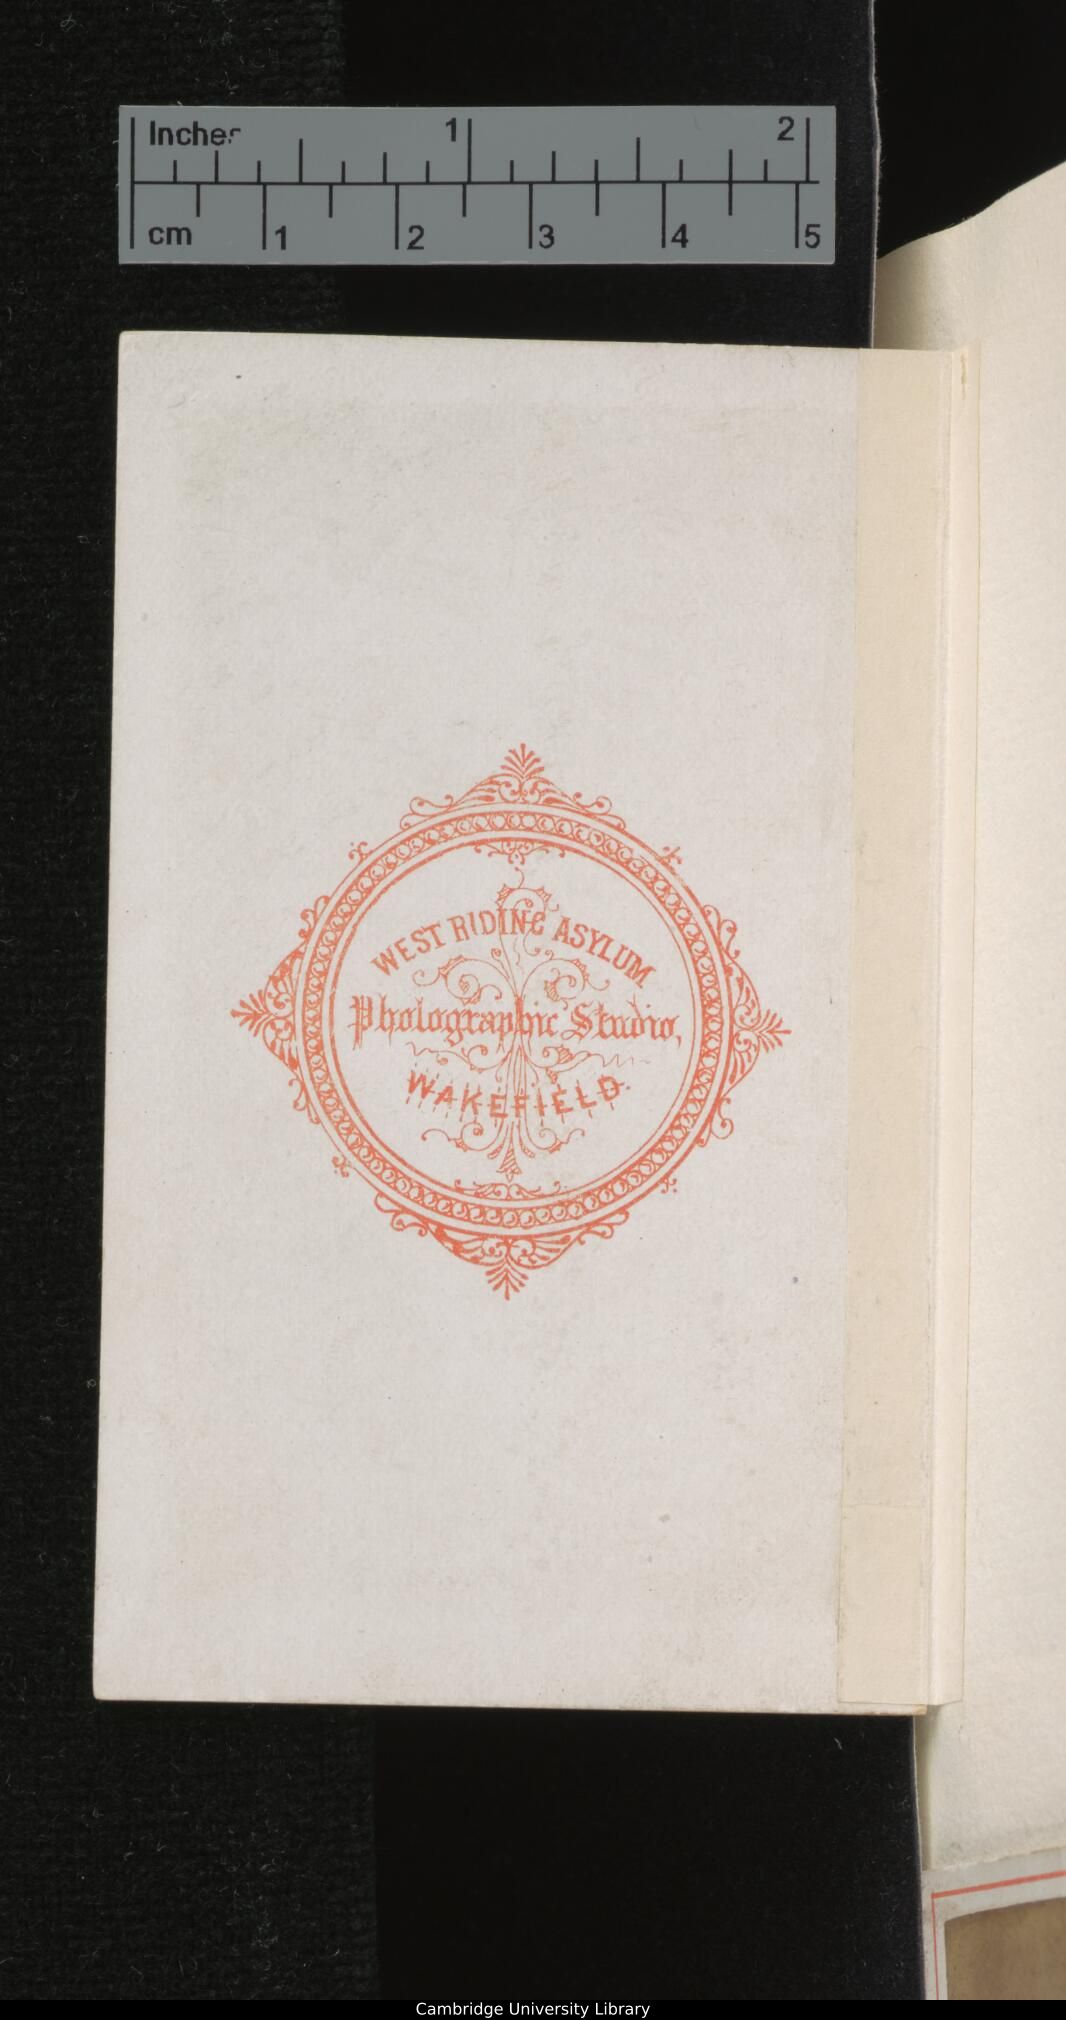 Inches 1 2
cm 1 2 3 4 5
WEST RIDING ASYLUM
Photographic Studio,
WAKEFIELD.
Cambridge University Library